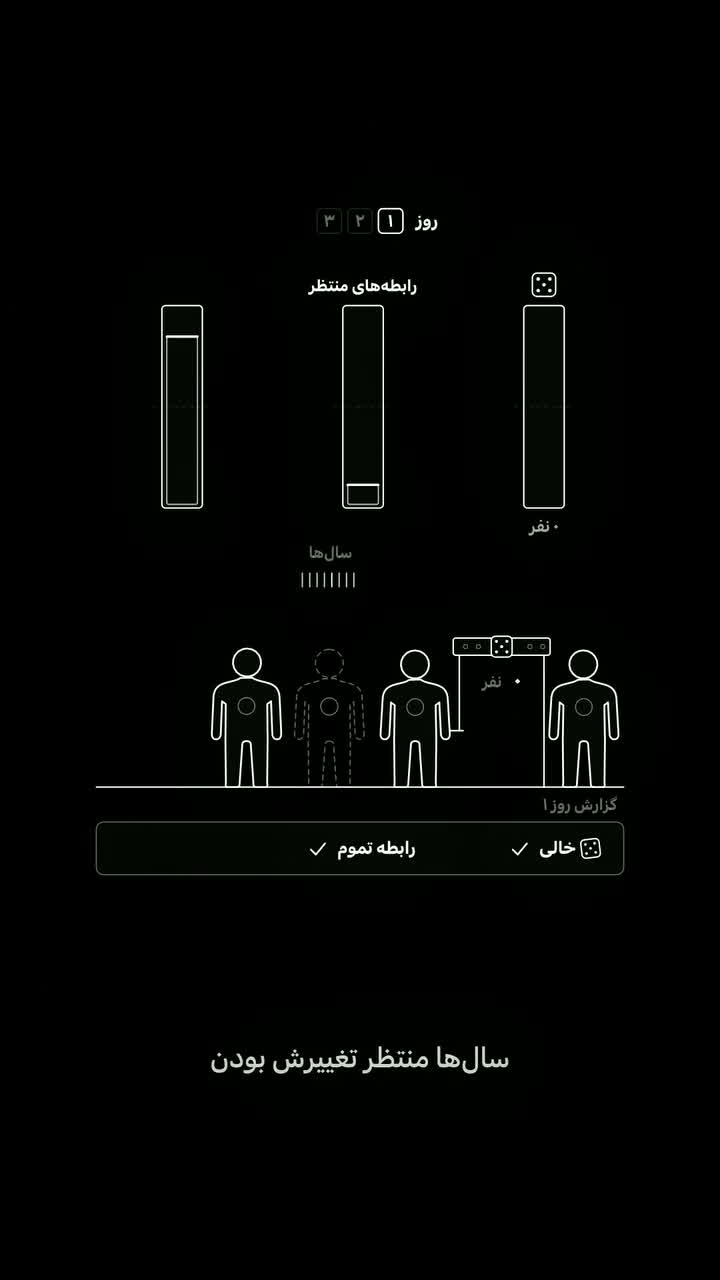 روز ۱ ۲ ۳
رابطه‌های منتظر
۰ نفر
سال‌ها
۰ نفر
گزارش روز ۱
خالی
رابطه تموم
سال‌ها منتظر تغییرش بودن